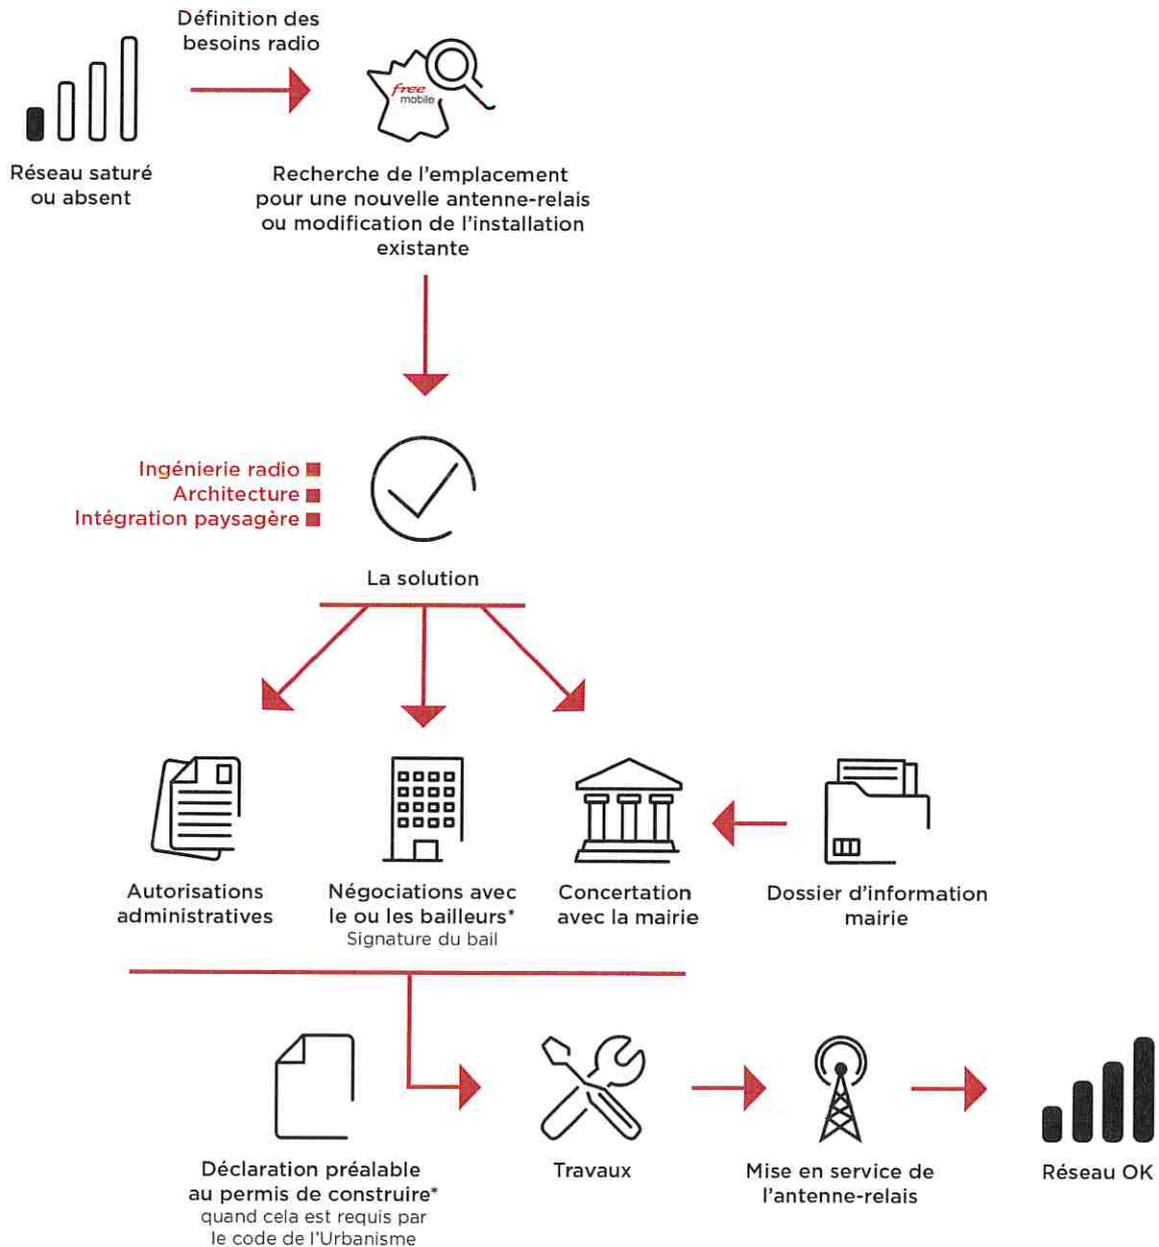 Définition des
besoins radio
free
mobile
Réseau saturé
ou absent
Recherche de l'emplacement
pour une nouvelle antenne-relais
ou modification de l'installation
existante
Ingénierie radio
Architecture
Intégration paysagère
La solution
Autorisations
administratives
Négociations avec
le ou les bailleurs*
Signature du bail
Concertation
avec la mairie
Dossier d'information
mairie
Déclaration préalable
au permis de construire*
quand cela est requis par
le code de l'Urbanisme
Travaux
Mise en service de
l'antenne-relais
Réseau OK